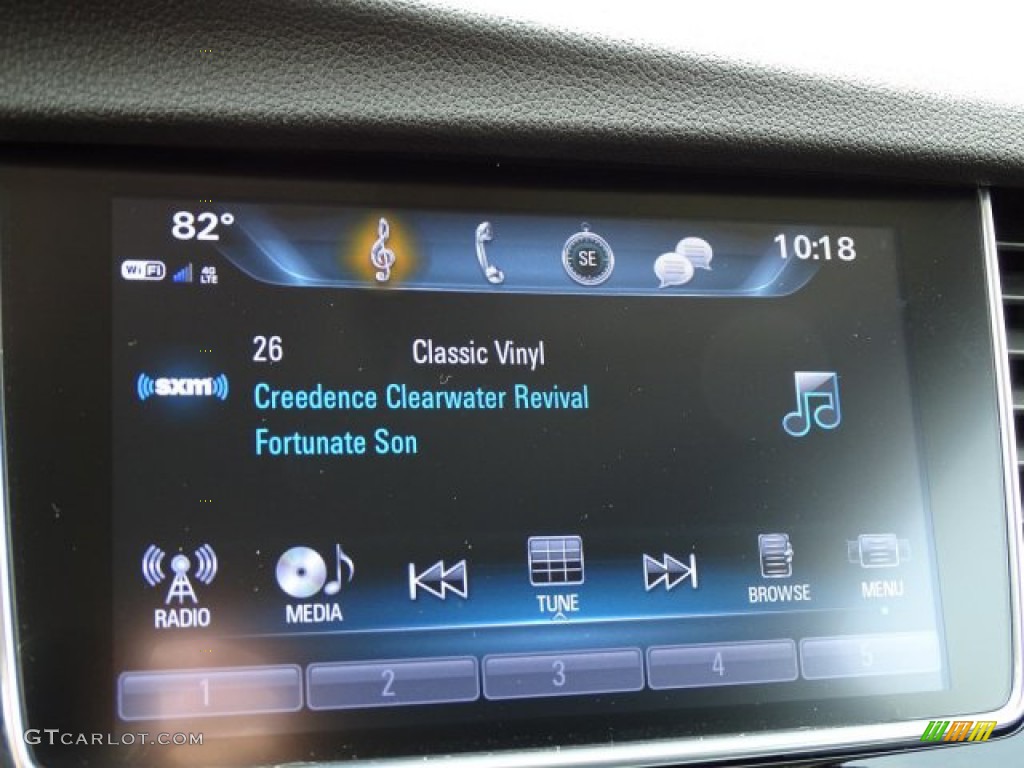 82°
SE
10:18
WiFi
4G
LTE
26
Classic Vinyl
sxm
Creedence Clearwater Revival
Fortunate Son
RADIO
MEDIA
TUNE
BROWSE
MENU
1
2
3
4
5
GTCARLOT.COM